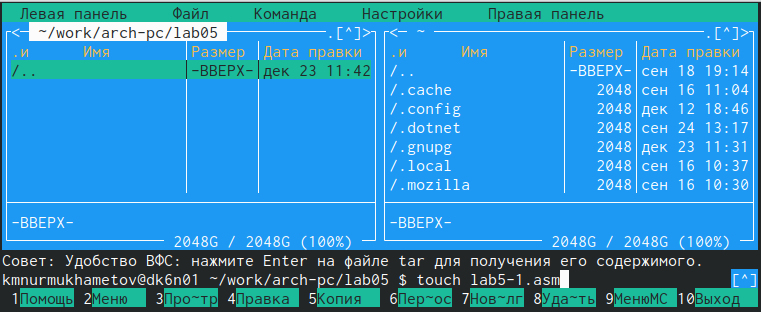 Левая панель Файл Команда Настройки Правая панель
<— ~/work/arch-pc/lab05 .[^]> <— ~ .[^]>
.и Имя Размер Дата правки .и Имя Размер Дата правки
/.. -ВВЕРХ- дек 23 11:42 /.. -ВВЕРХ- сен 18 19:14
/.cache 2048 сен 16 11:04
/.config 2048 дек 12 18:46
/.dotnet 2048 сен 24 13:17
/.gnupg 2048 дек 23 11:31
/.local 2048 сен 16 10:37
/.mozilla 2048 сен 16 10:30
-ВВЕРХ- -ВВЕРХ-
2048G / 2048G (100%) 2048G / 2048G (100%)
Совет: Удобство ВФС: нажмите Enter на файле tar для получения его содержимого.
kmnurmukhametov@dk6n01 ~/work/arch-pc/lab05 $ touch lab5-1.asm [^]
1Помощь 2Меню 3Про~тр 4Правка 5Копия 6Пер~ос 7Нов~лг 8Уда~ть 9МенюМС 10Выход